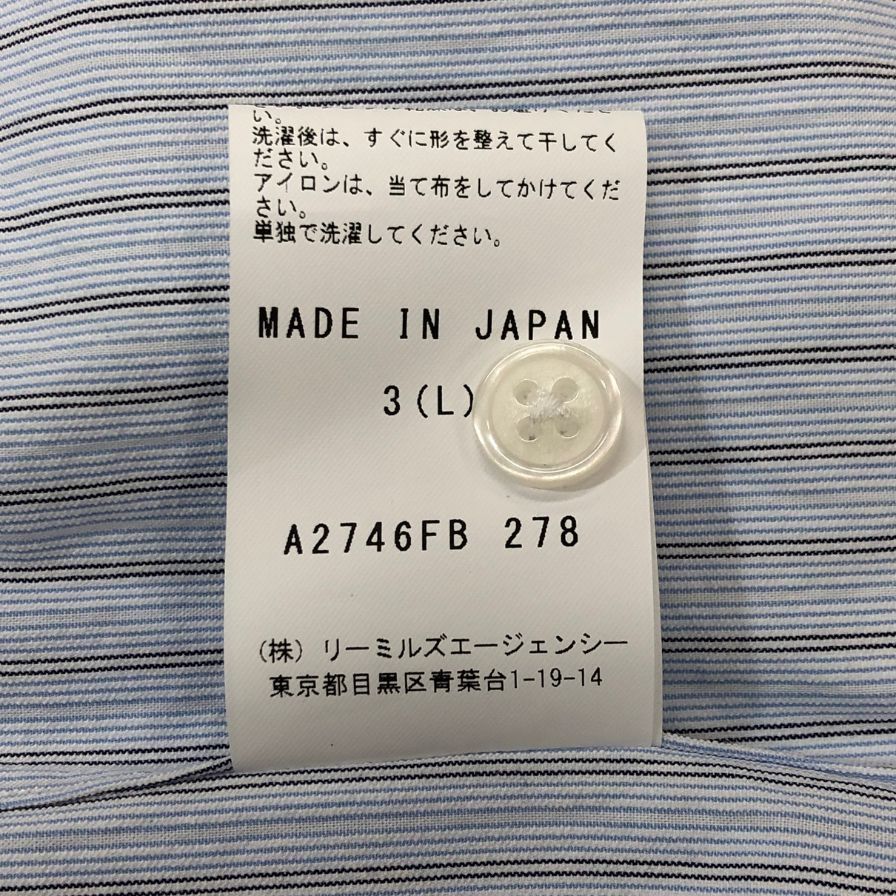 い。
洗濯後は、すぐに形を整えて干してく
ださい。
アイロンは、当て布をしてかけてくだ
さい。
単独で洗濯してください。
MADE IN JAPAN
3(L)
A2746FB 278
(株) リーミルズエージェンシー
東京都目黒区青葉台1-19-14